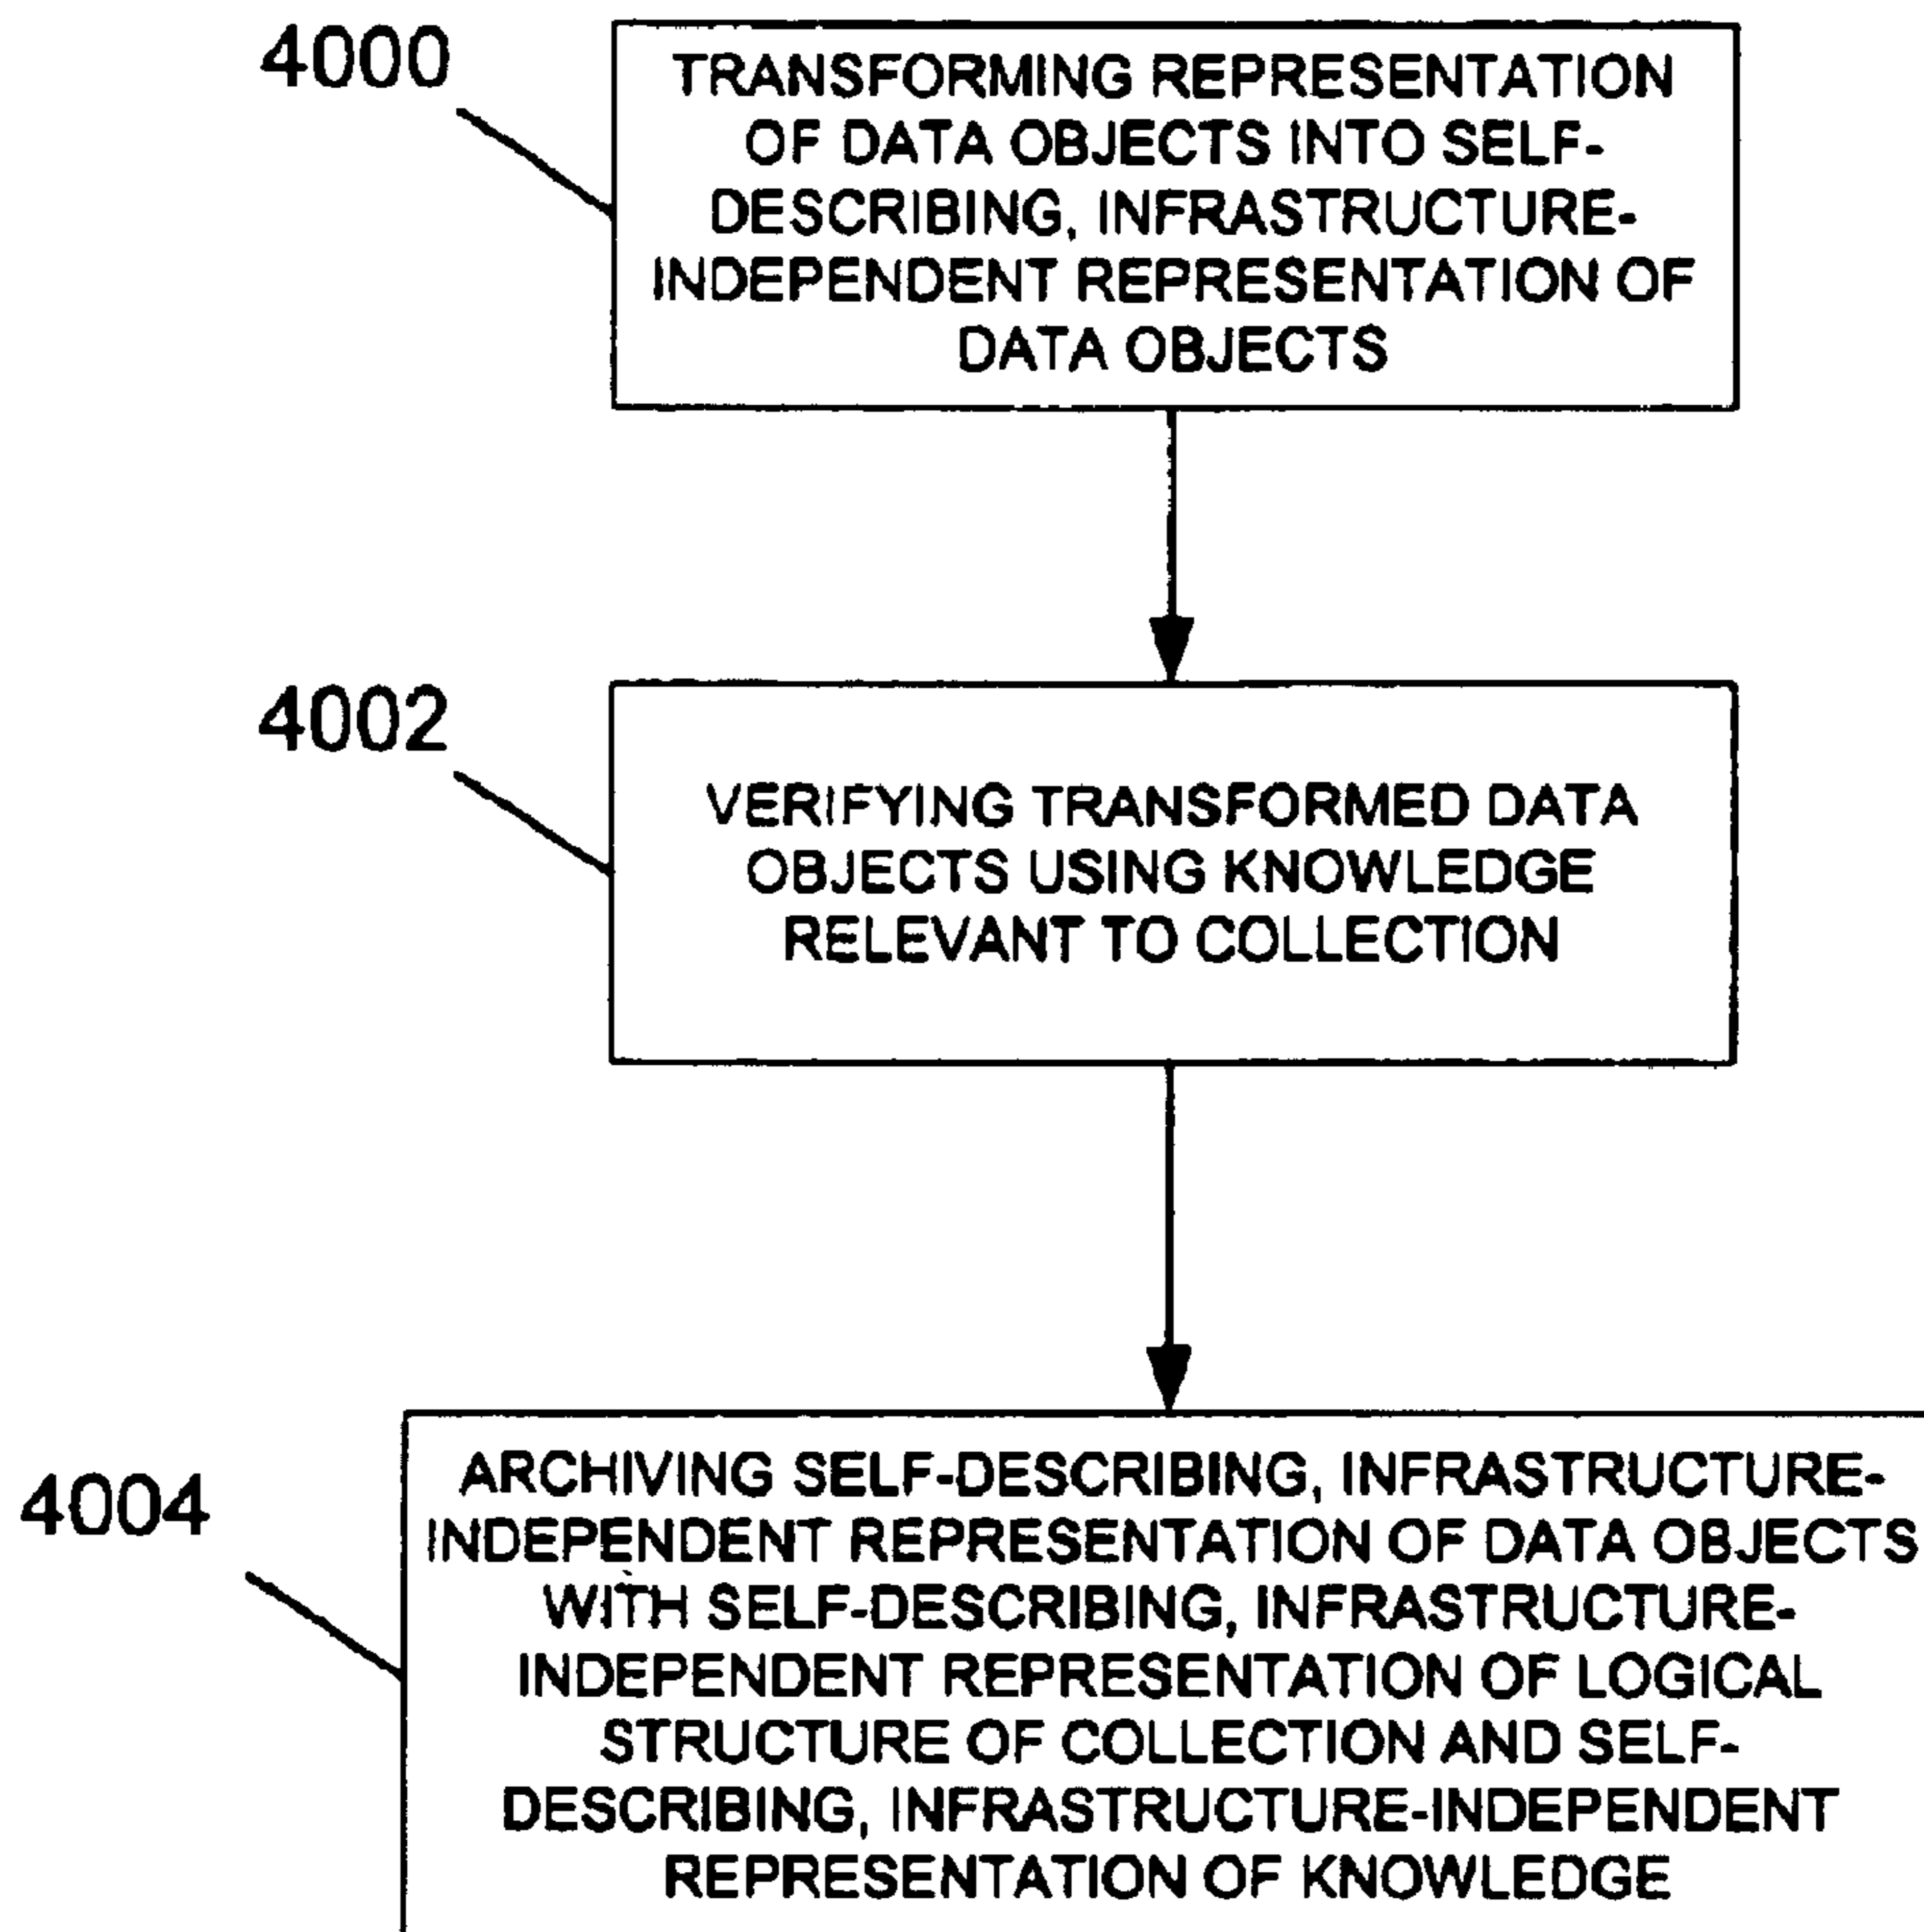 4000
TRANSFORMING REPRESENTATION
OF DATA OBJECTS INTO SELF-
DESCRIBING, INFRASTRUCTURE-
INDEPENDENT REPRESENTATION OF
DATA OBJECTS
4002
VERIFYING TRANSFORMED DATA
OBJECTS USING KNOWLEDGE
RELEVANT TO COLLECTION
4004
ARCHIVING SELF-DESCRIBING, INFRASTRUCTURE-
INDEPENDENT REPRESENTATION OF DATA OBJECTS
WITH SELF-DESCRIBING, INFRASTRUCTURE-
INDEPENDENT REPRESENTATION OF LOGICAL
STRUCTURE OF COLLECTION AND SELF-
DESCRIBING, INFRASTRUCTURE-INDEPENDENT
REPRESENTATION OF KNOWLEDGE